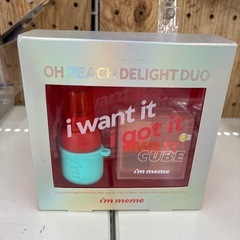 OH PEACH DELIGHT DUO
i want it
i got it
CUBE
i'm meme
i'm meme